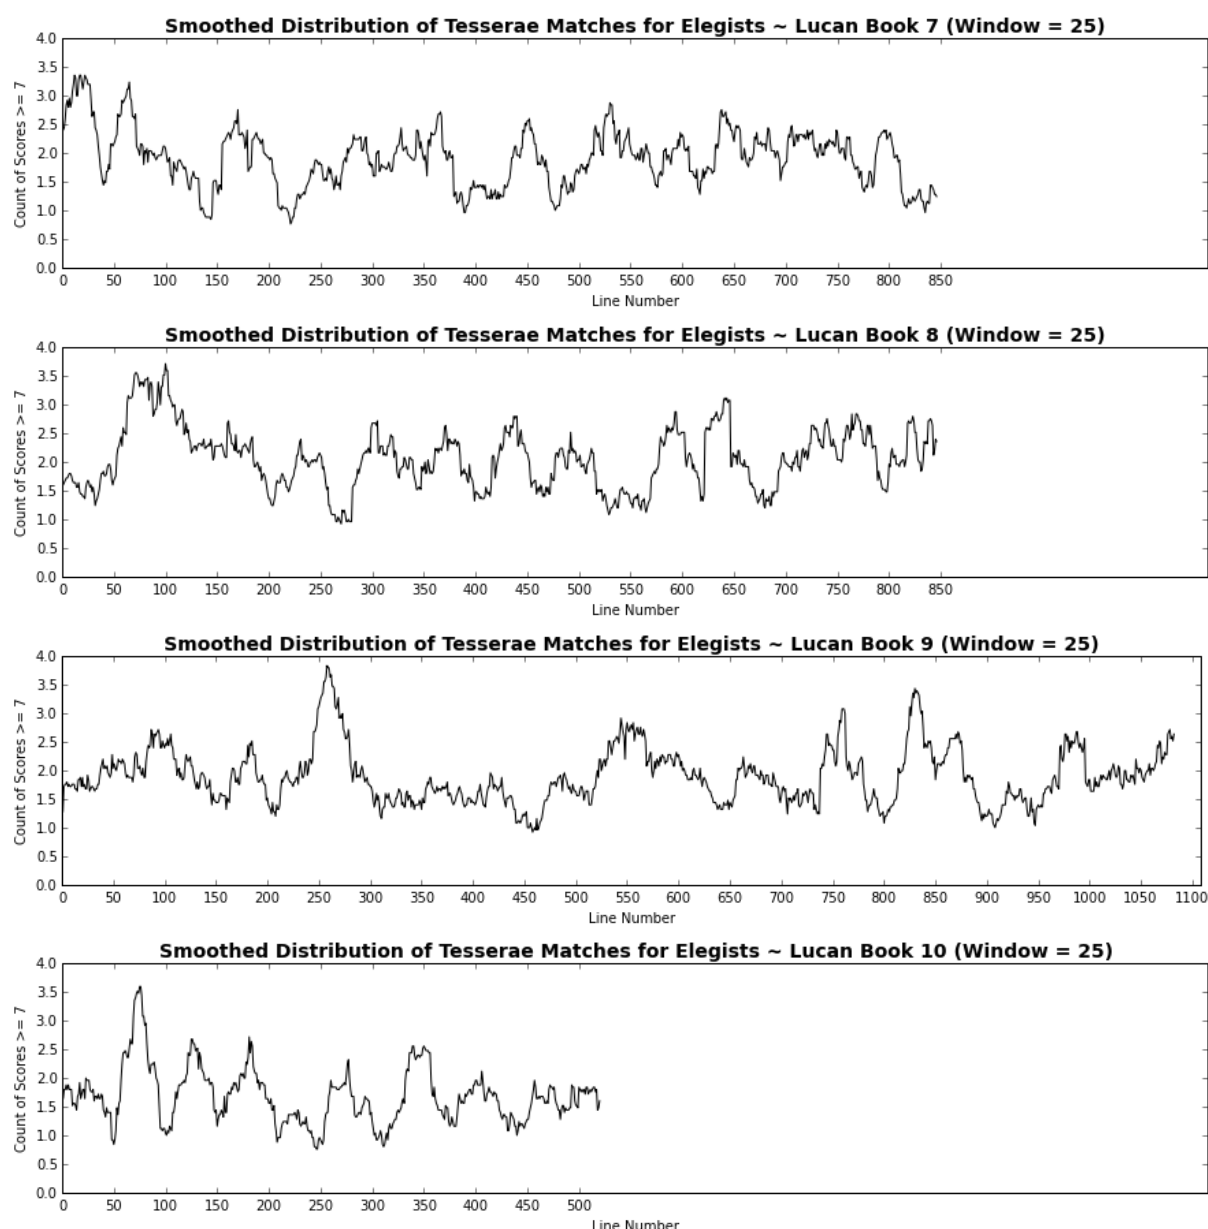 Smoothed Distribution of Tesserae Matches for Elegists ~ Lucan Book 7 (Window = 25)
4.0
3.5
3.0
2.5
2.0
1.5
1.0
0.5
0.0
Count of Scores >= 7
0 50 100 150 200 250 300 350 400 450 500 550 600 650 700 750 800 850
Line Number
Smoothed Distribution of Tesserae Matches for Elegists ~ Lucan Book 8 (Window = 25)
4.0
3.5
3.0
2.5
2.0
1.5
1.0
0.5
0.0
Count of Scores >= 7
0 50 100 150 200 250 300 350 400 450 500 550 600 650 700 750 800 850
Line Number
Smoothed Distribution of Tesserae Matches for Elegists ~ Lucan Book 9 (Window = 25)
4.0
3.5
3.0
2.5
2.0
1.5
1.0
0.5
0.0
Count of Scores >= 7
0 50 100 150 200 250 300 350 400 450 500 550 600 650 700 750 800 850 900 950 1000 1050 1100
Line Number
Smoothed Distribution of Tesserae Matches for Elegists ~ Lucan Book 10 (Window = 25)
4.0
3.5
3.0
2.5
2.0
1.5
1.0
0.5
0.0
Count of Scores >= 7
0 50 100 150 200 250 300 350 400 450 500
Line Number